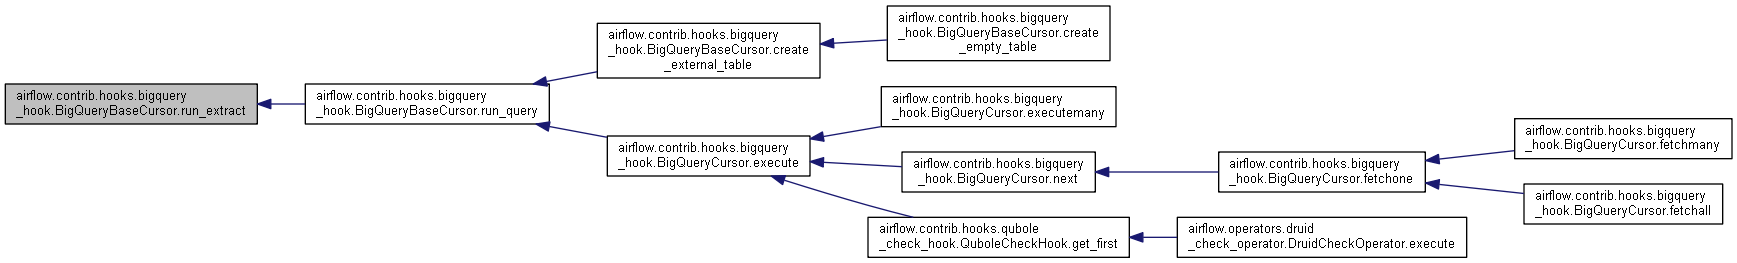 airflow.contrib.hooks.bigquery
_hook.BigQueryBaseCursor.run_extract
airflow.contrib.hooks.bigquery
_hook.BigQueryBaseCursor.run_query
airflow.contrib.hooks.bigquery
_hook.BigQueryBaseCursor.create
_external_table
airflow.contrib.hooks.bigquery
_hook.BigQueryBaseCursor.create
_empty_table
airflow.contrib.hooks.bigquery
_hook.BigQueryCursor.execute
airflow.contrib.hooks.bigquery
_hook.BigQueryCursor.executemany
airflow.contrib.hooks.bigquery
_hook.BigQueryCursor.next
airflow.contrib.hooks.bigquery
_hook.BigQueryCursor.fetchone
airflow.contrib.hooks.bigquery
_hook.BigQueryCursor.fetchmany
airflow.contrib.hooks.bigquery
_hook.BigQueryCursor.fetchall
airflow.contrib.hooks.qubole
_check_hook.QuboleCheckHook.get_first
airflow.operators.druid
_check_operator.DruidCheckOperator.execute